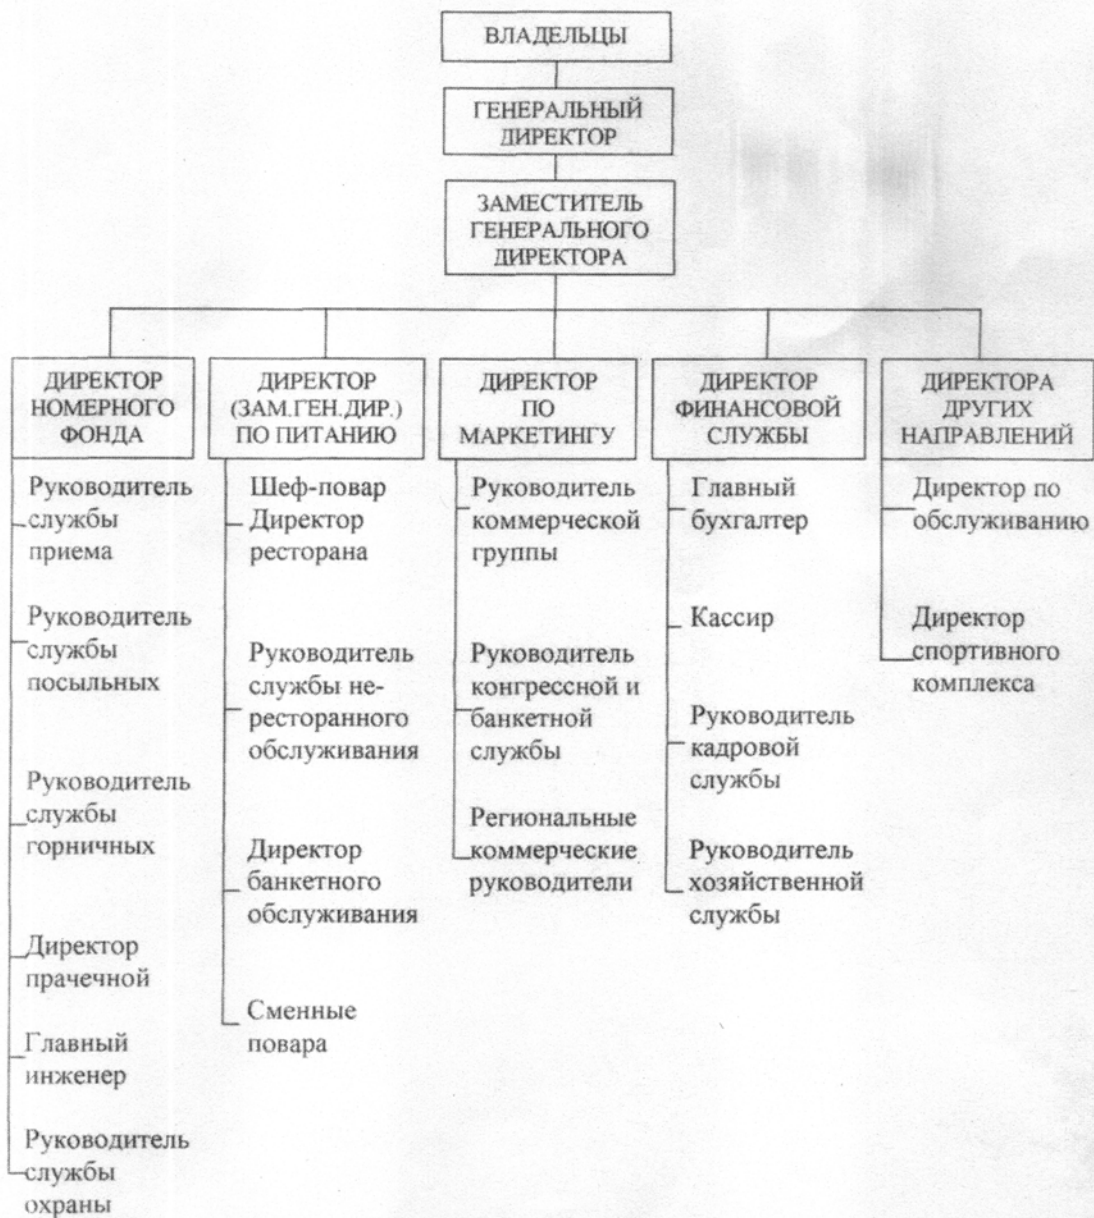 ВЛАДЕЛЬЦЫ
ГЕНЕРАЛЬНЫЙ
ДИРЕКТОР
ЗАМЕСТИТЕЛЬ
ГЕНЕРАЛЬНОГО
ДИРЕКТОРА
ДИРЕКТОР
НОМЕРНОГО
ФОНДА
Руководитель
службы
приема
Руководитель
службы
посыльных
Руководитель
службы
горничных
Директор
прачечной
Главный
инженер
Руководитель
службы
охраны
ДИРЕКТОР
(ЗАМ.ГЕН.ДИР.)
ПО ПИТАНИЮ
Шеф-повар
Директор
ресторана
Руководитель
службы не-
ресторанного
обслуживания
Директор
банкетного
обслуживания
Сменные
повара
ДИРЕКТОР
ПО
МАРКЕТИНГУ
Руководитель
коммерческой
группы
Руководитель
конгрессной и
банкетной
службы
Региональные
коммерческие
руководители
ДИРЕКТОР
ФИНАНСОВОЙ
СЛУЖБЫ
Главный
бухгалтер
Кассир
Руководитель
кадровой
службы
Руководитель
хозяйственной
службы
ДИРЕКТОРА
ДРУГИХ
НАПРАВЛЕНИЙ
Директор по
обслуживанию
Директор
спортивного
комплекса